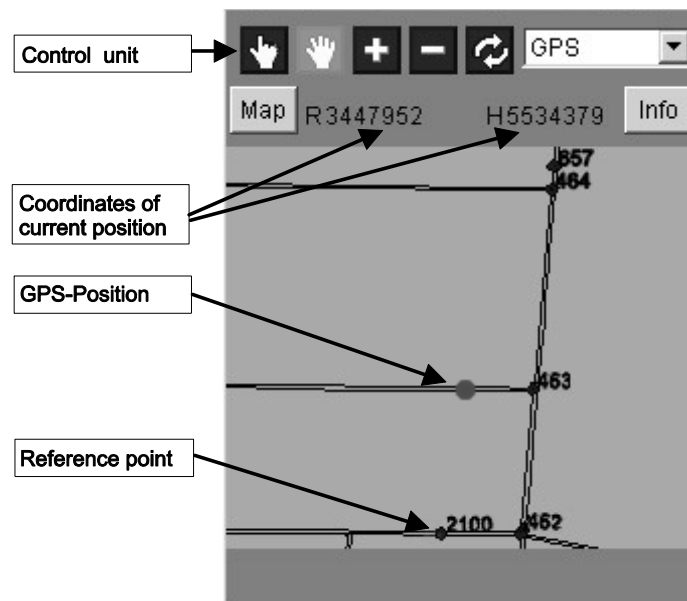 Control unit
GPS
Map
R3447952
H5534379
Info
857
464
Coordinates of
current position
GPS-Position
463
Reference point
2100
462